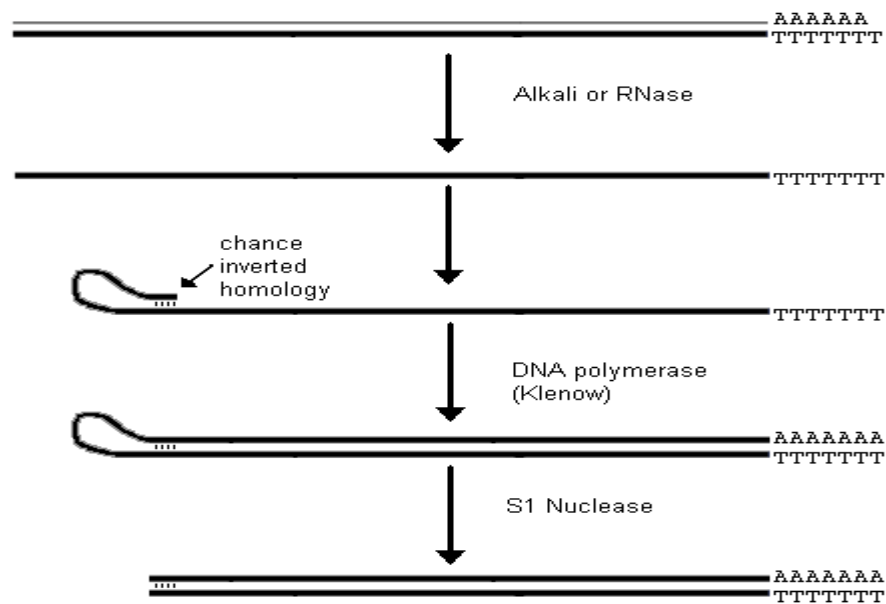 AAAAAA
TTTTTTT
Alkali or RNase
TTTTTTT
chance
inverted
homology
TTTTTTT
DNA polymerase
(Klenow)
AAAAAAA
TTTTTTT
S1 Nuclease
AAAAAAA
TTTTTTT